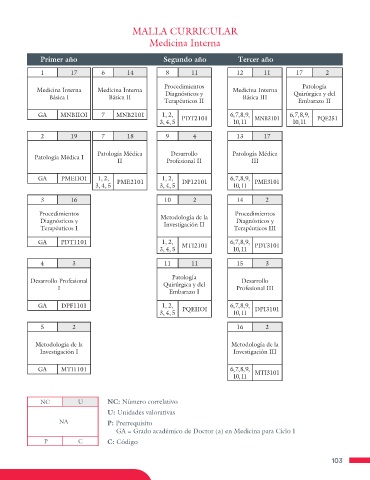 MALLA CURRICULAR
Medicina Interna
Primer año Segundo año Tercer año
1 17 6 14 8 11 12 11 17 2
Medicina Interna Básica I
Medicina Interna Básica II
Procedimientos Diagnósticos y Terapéuticos II
Medicina Interna Básica III
Patología Quirúrgica y del Embarazo II
GA MNBI1O1 7 MNB2101 1, 2, 3, 4, 5 PDT2101 6,7,8,9, 10,11 MNB3101 6,7,8,9, 10,11 PQE251
2 19 7 18 9 4 13 17
Patología Médica I
Patología Médica II
Desarrollo Profesional II
Patología Médica III
GA PME11O1 1, 2, 3, 4, 5 PME2101 1, 2, 3, 4, 5 DP12101 6,7,8,9, 10,11 PME3101
3 16 10 2 14 2
Procedimientos Diagnósticos y Terapéuticos I
Metodología de la Investigación II
Procedimientos Diagnósticos y Terapéuticos III
GA PDT1101 1, 2, 3, 4, 5 MT12101 6,7,8,9, 10,11 PDT3101
4 3 11 11 15 3
Desarrollo Profesional I
Patología Quirúrgica y del Embarazo I
Desarrollo Profesional III
GA DPF1101 1, 2, 3, 4, 5 PQE11O1 6,7,8,9, 10,11 DP13101
5 2 16 2
Metodología de la Investigación I
Metodología de la Investigación III
GA MT11101 6,7,8,9, 10,11 MT13101
NC U NC: Número correlativo
U: Unidades valorativas
NA P: Prerrequisito
GA = Grado académico de Doctor (a) en Medicina para Ciclo I
P C C: Código
103